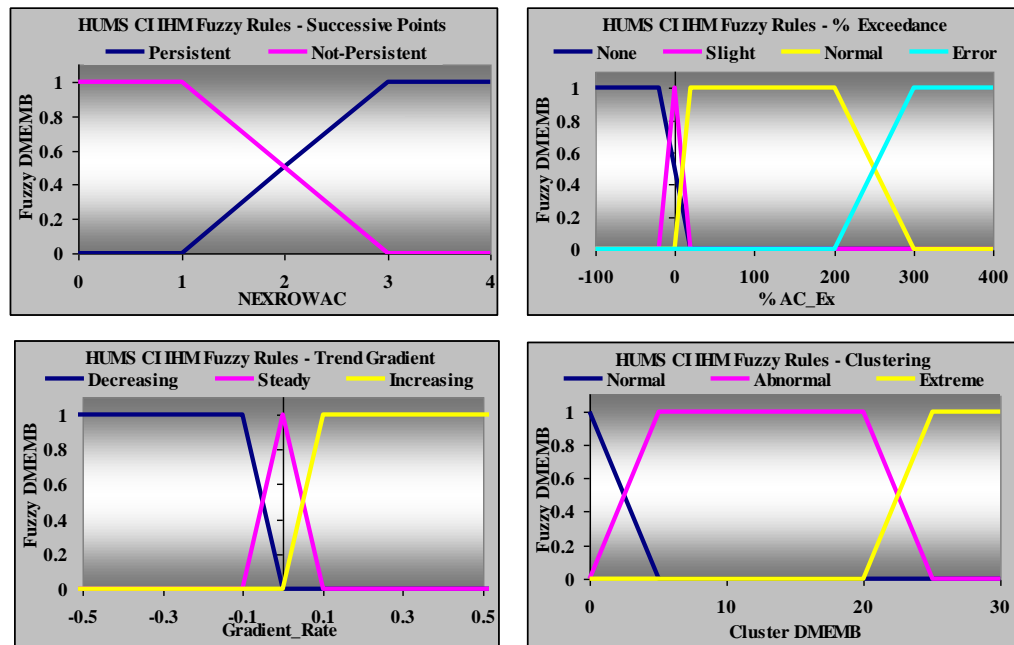 HUMS CI IHM Fuzzy Rules - Successive Points
Persistent Not-Persistent
Fuzzy DMEMB
1
0.8
0.6
0.4
0.2
0
0 1 2 3 4
NEXROWAC
HUMS CI IHM Fuzzy Rules - % Exceedance
None Slight Normal Error
Fuzzy DMEMB
1
0.8
0.6
0.4
0.2
0
-100 0 100 200 300 400
% AC_Ex
HUMS CI IHM Fuzzy Rules - Trend Gradient
Decreasing Steady Increasing
Fuzzy DMEMB
1
0.8
0.6
0.4
0.2
0
-0.5 -0.3 -0.1 0.1 0.3 0.5
Gradient_Rate
HUMS CI IHM Fuzzy Rules - Clustering
Normal Abnormal Extreme
Fuzzy DMEMB
1
0.8
0.6
0.4
0.2
0
0 10 20 30
Cluster DMEMB